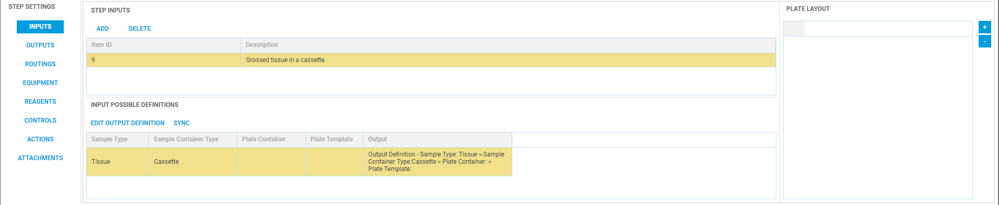 STEP SETTINGS
INPUTS
OUTPUTS
ROUTINGS
EQUIPMENT
REAGENTS
CONTROLS
ACTIONS
ATTACHMENTS
STEP INPUTS
ADD DELETE
Item ID Description
9 Grossed tissue in a cassette
INPUT POSSIBLE DEFINITIONS
EDIT OUTPUT DEFINITION SYNC
Sample Type Sample Container Type Plate Container Plate Template Output
Tissue Cassette
Output Definition - Sample Type: Tissue » Sample
Container Type:Cassette » Plate Container: »
Plate Template:
PLATE LAYOUT
+
-